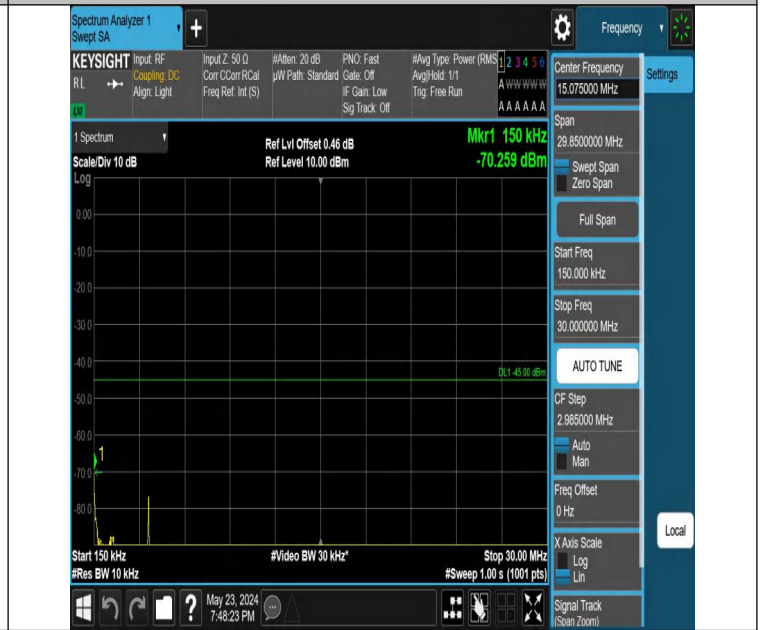 Spectrum Analyzer 1
Swept SA
+
Frequency
KEYSIGHT
RL
Input: RF
Coupling: DC
Align: Light
Input Z: 50 Ω
Corr CCorr RCal
Freq Ref: Int (S)
#Atten: 20 dB
µW Path: Standard
PNO: Fast
Gate: Off
IF Gain: Low
Sig Track: Off
#Avg Type: Power (RMS
Avg|Hold: 1/1
Trig: Free Run
1 2 3 4 5 6
A W W W W W
A A A A A A
LXI
1 Spectrum
Scale/Div 10 dB
Log
Ref Lvl Offset 0.46 dB
Ref Level 10.00 dBm
Mkr1 150 kHz
-70.259 dBm
0.00
-10.0
-20.0
-30.0
-40.0
-50.0
-60.0
-70.0
-80.0
DL1 -45.00 dBm
1
Start 150 kHz
#Res BW 10 kHz
#Video BW 30 kHz*
Stop 30.00 MHz
#Sweep 1.00 s (1001 pts)
Center Frequency
15.075000 MHz
Settings
Span
29.8500000 MHz
Swept Span
Zero Span
Full Span
Start Freq
150.000 kHz
Stop Freq
30.000000 MHz
AUTO TUNE
CF Step
2.985000 MHz
Auto
Man
Freq Offset
0 Hz
X Axis Scale
Log
Lin
Local
Signal Track
(Span Zoom)
?
May 23, 2024
7:48:23 PM